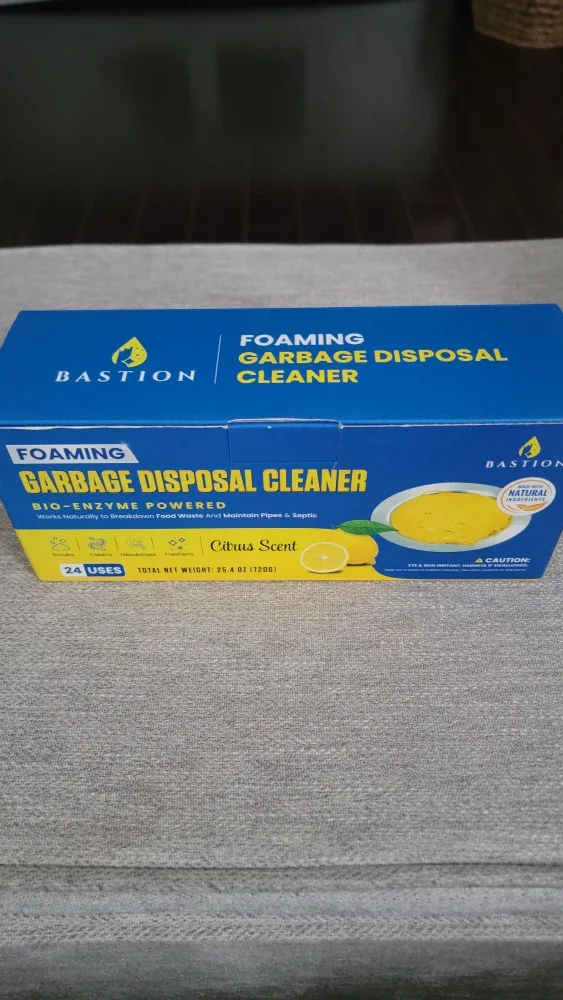 BASTION
FOAMING
GARBAGE DISPOSAL
CLEANER
FOAMING
GARBAGE DISPOSAL CLEANER
BIO-ENZYME POWERED
Works Naturally to Breakdown Food Waste And Maintain Pipes & Septic
Scrubs Cleans Deodorizes Freshens
Citrus Scent
24 USES
TOTAL NET WEIGHT: 25.4 OZ (720G)
BASTION
MADE WITH
NATURAL
INGREDIENTS
CAUTION:
EYE & SKIN IRRITANT. HARMFUL IF SWALLOWED.